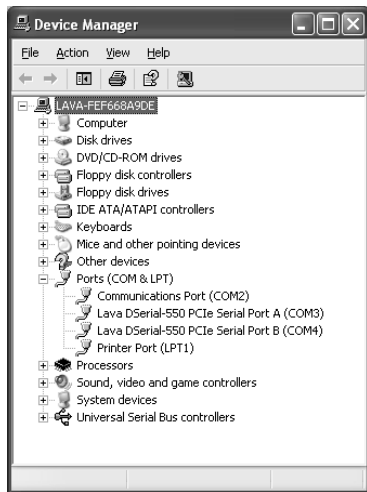 Device Manager
File Action View Help
LAVA-FEF668A9DE
Computer
Disk drives
DVD/CD-ROM drives
Floppy disk controllers
Floppy disk drives
IDE ATA/ATAPI controllers
Keyboards
Mice and other pointing devices
Other devices
Ports (COM & LPT)
Communications Port (COM2)
Lava DSerial-550 PCIe Serial Port A (COM3)
Lava DSerial-550 PCIe Serial Port B (COM4)
Printer Port (LPT1)
Processors
Sound, video and game controllers
System devices
Universal Serial Bus controllers